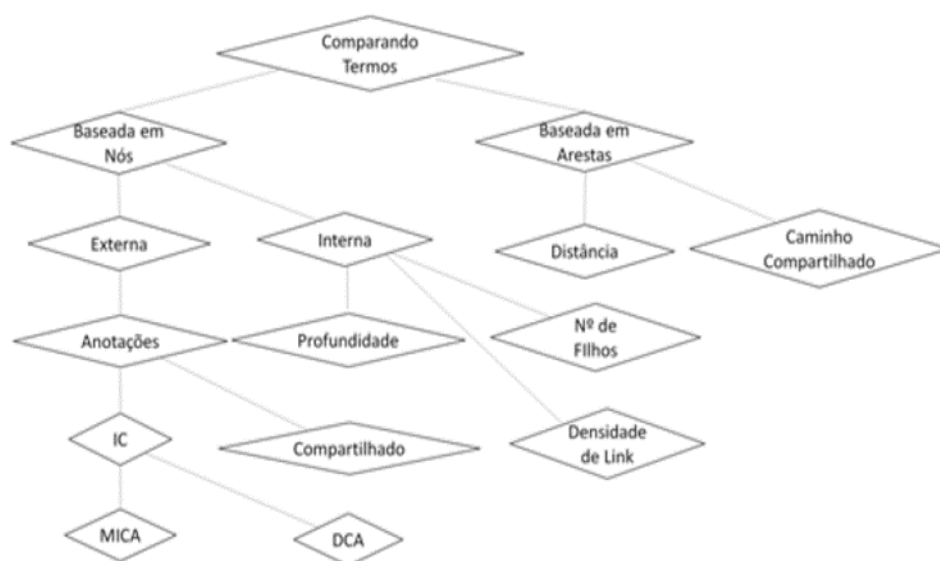 Comparando
Termos
Baseada em
Nós
Baseada em
Arestas
Externa
Interna
Distância
Caminho
Compartilhado
Anotações
Profundidade
Nº de
FIlhos
IC
Compartilhado
Densidade
de Link
MICA
DCA